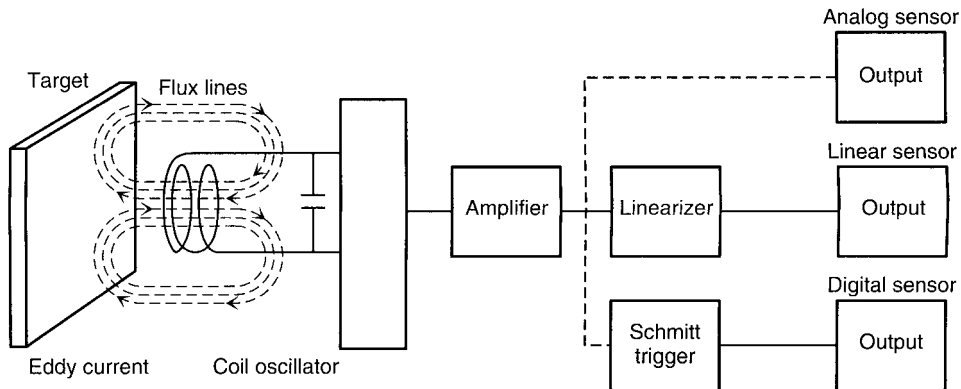 Analog sensor
Target
Flux lines
Output
Linear sensor
Amplifier
Linearizer
Output
Digital sensor
Schmitt
trigger
Output
Eddy current
Coil oscillator